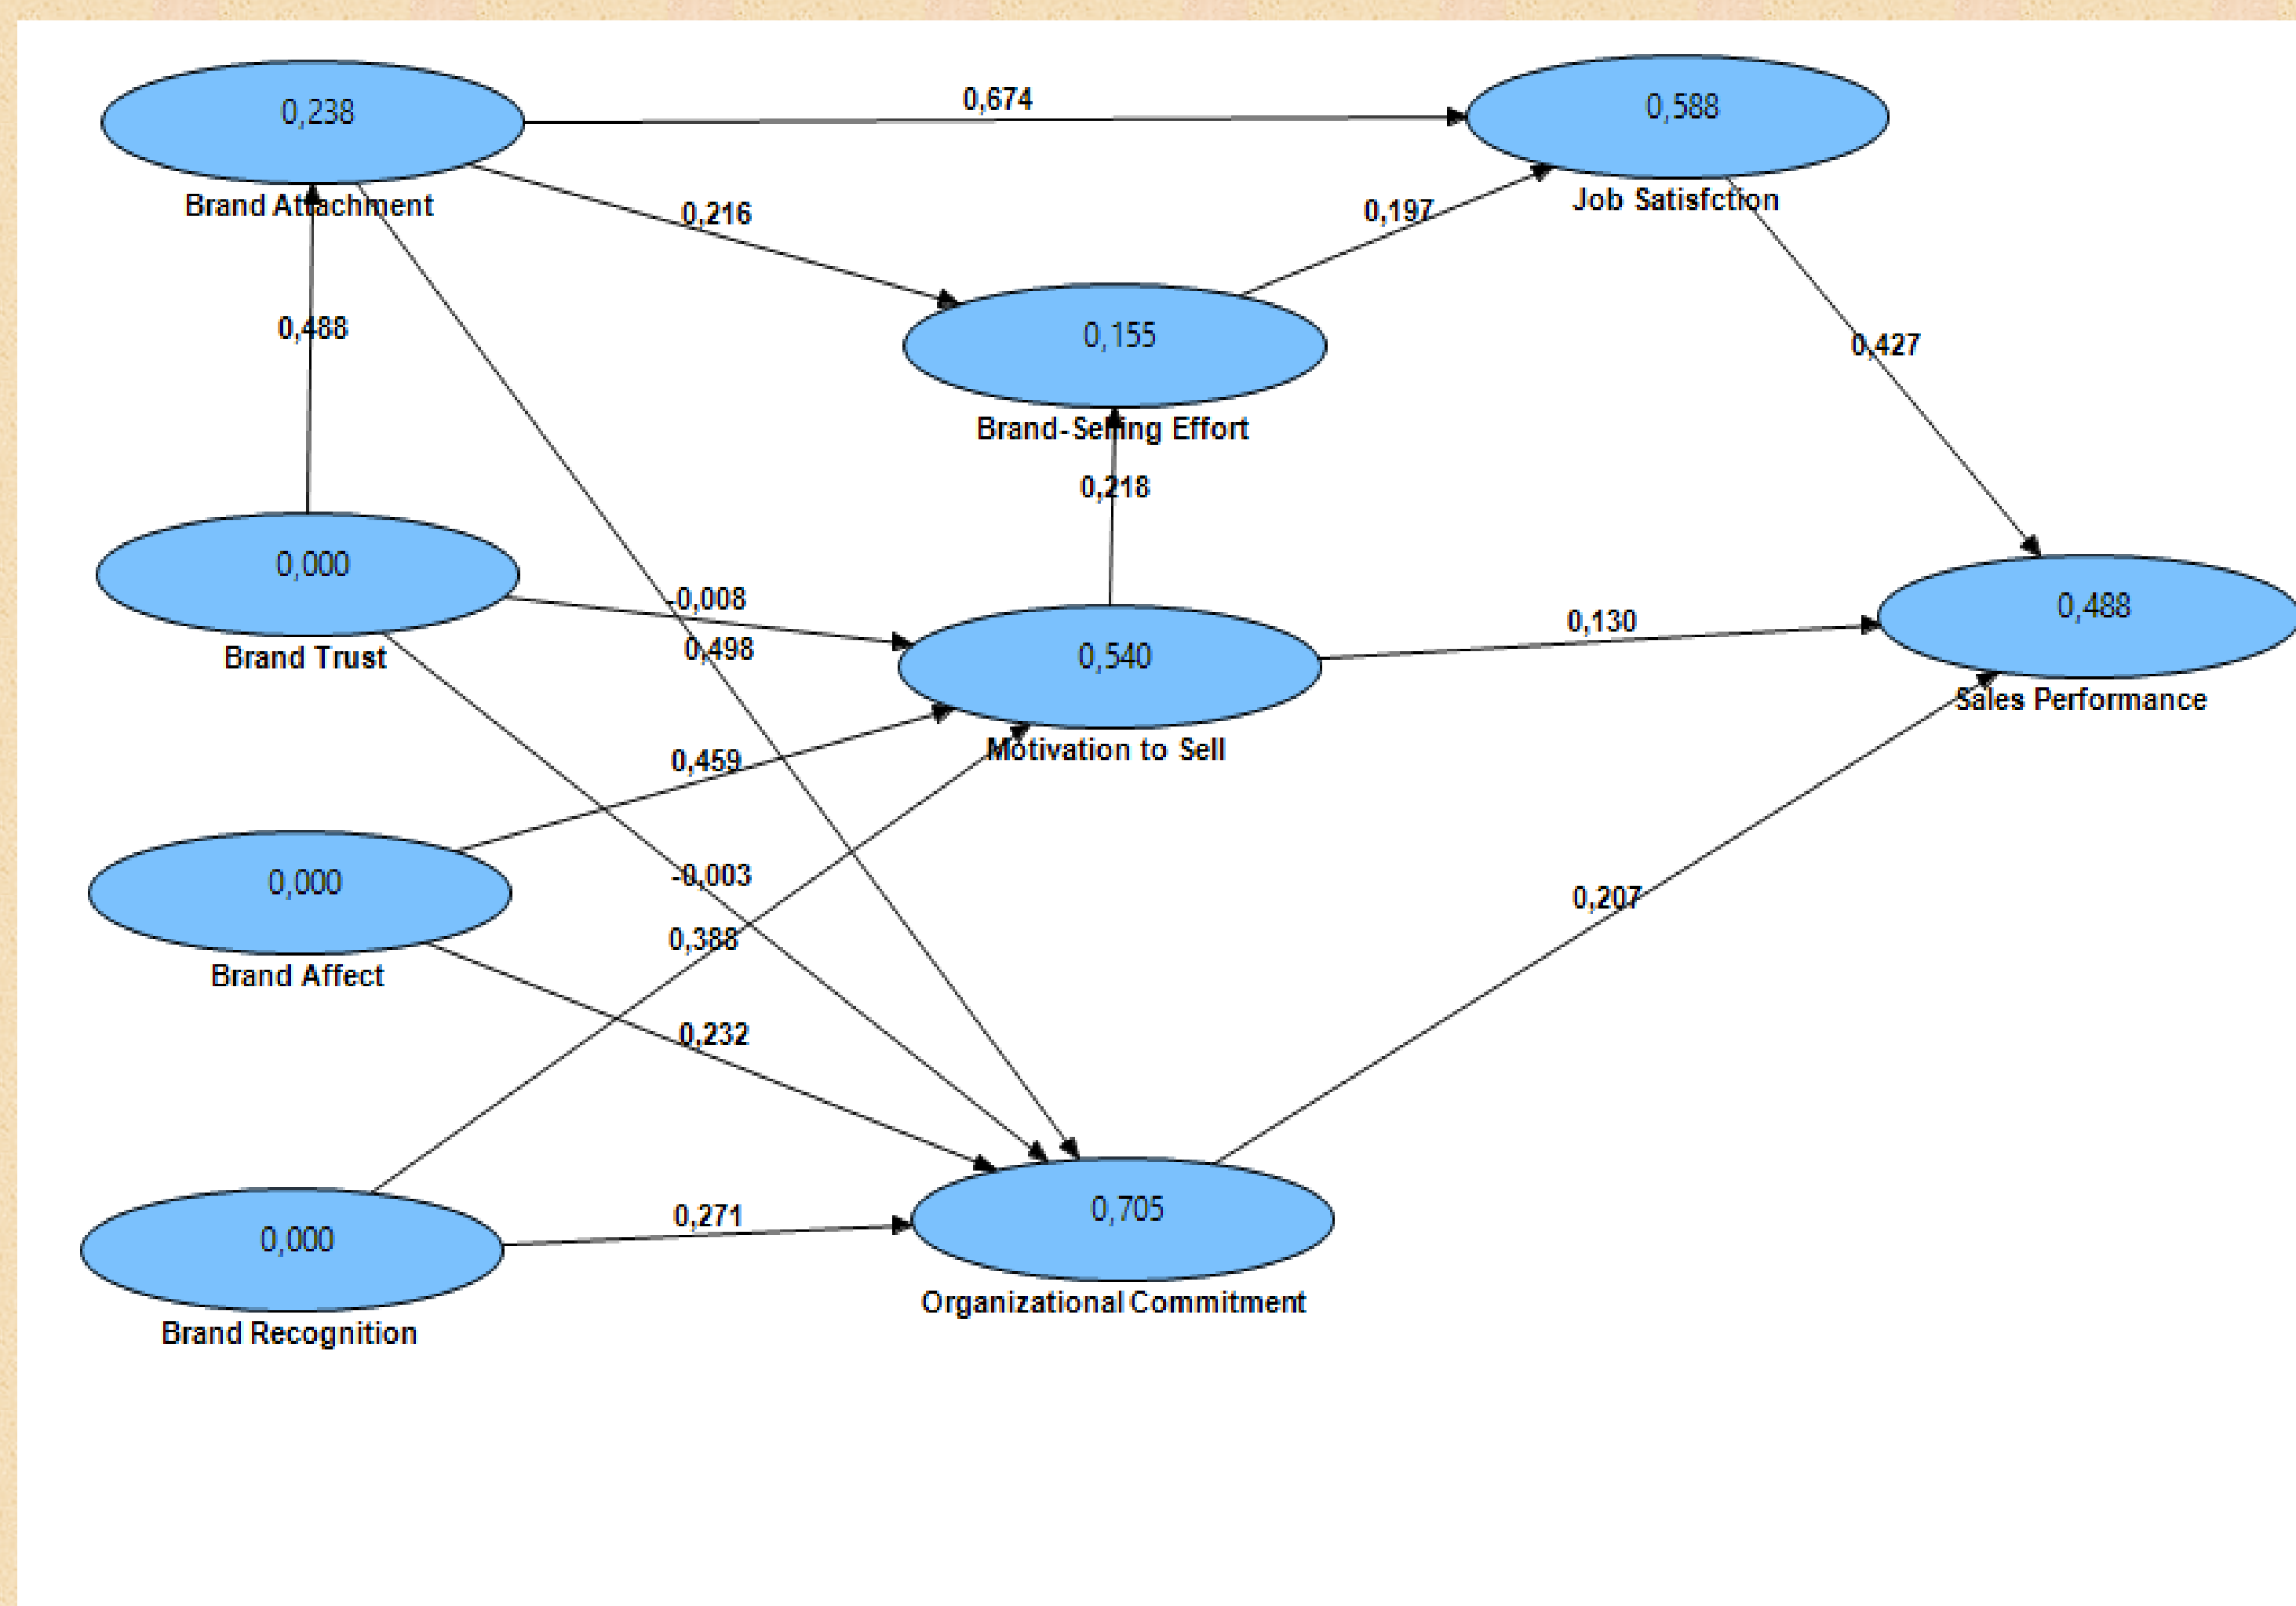 0,238
0,674
0,588
Brand Attachment
Job Satisfction
0,216
0,197
0,488
0,155
0,427
Brand-Selling Effort
0,218
0,000
-0,008
0,488
Brand Trust
0,498
0,540
0,130
Sales Performance
0,459
Motivation to Sell
0,000
-0,003
0,207
Brand Affect
0,388
0,232
0,000
0,271
0,705
Brand Recognition
Organizational Commitment